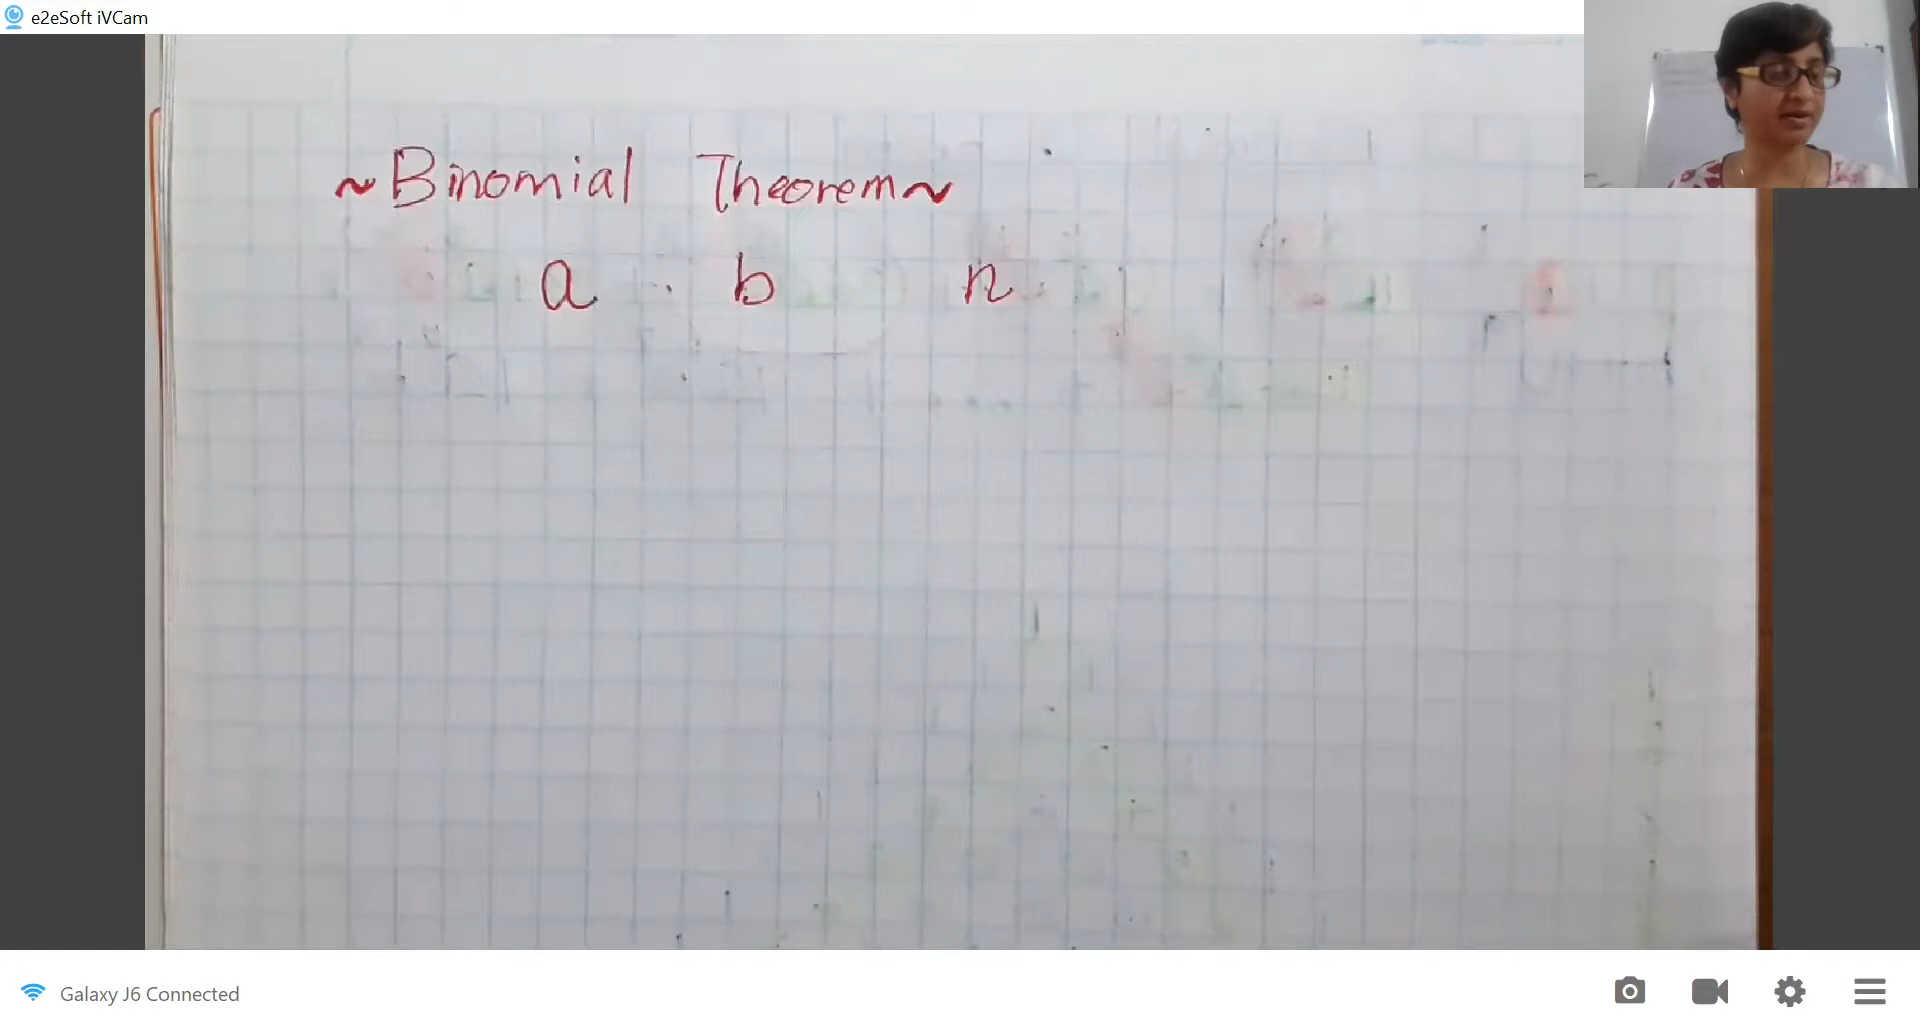 e2eSoft iVCam
~Binomial Theorem~
a b n
Galaxy J6 Connected